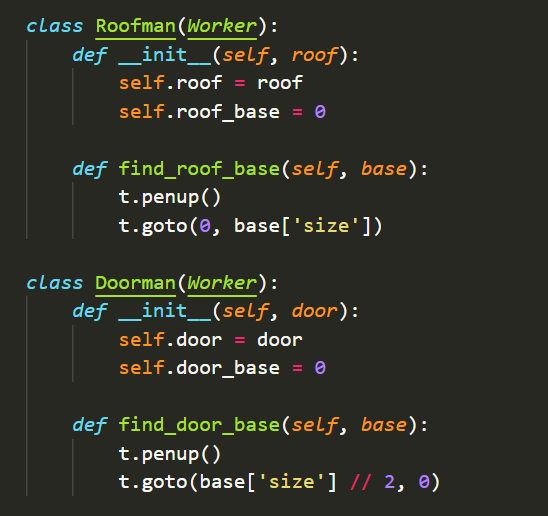 class Roofman(Worker):
    def __init__(self, roof):
        self.roof = roof
        self.roof_base = 0

    def find_roof_base(self, base):
        t.penup()
        t.goto(0, base['size'])

class Doorman(Worker):
    def __init__(self, door):
        self.door = door
        self.door_base = 0

    def find_door_base(self, base):
        t.penup()
        t.goto(base['size'] // 2, 0)